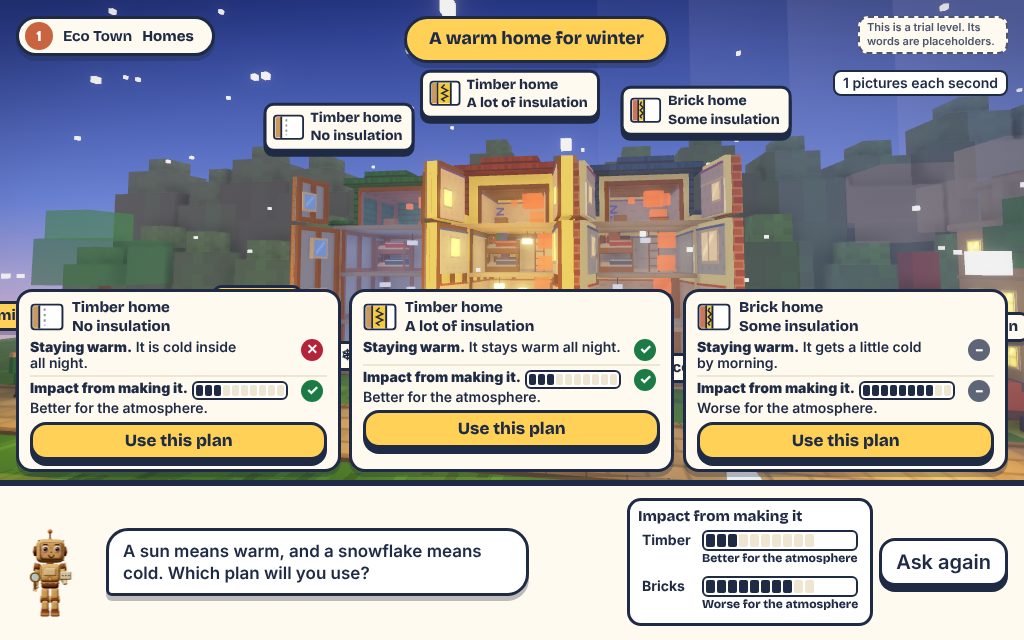 1 Eco Town Homes
A warm home for winter
This is a trial level. Its
words are placeholders.
1 pictures each second
Timber home
No insulation
Timber home
A lot of insulation
Brick home
Some insulation
Timber home
No insulation
Staying warm. It is cold inside
all night.
Impact from making it.
Better for the atmosphere.
Use this plan
Timber home
A lot of insulation
Staying warm. It stays warm all night.
Impact from making it.
Better for the atmosphere.
Use this plan
Brick home
Some insulation
Staying warm. It gets a little cold
by morning.
Impact from making it.
Worse for the atmosphere.
Use this plan
A sun means warm, and a snowflake means
cold. Which plan will you use?
Impact from making it
Timber
Better for the atmosphere
Bricks
Worse for the atmosphere
Ask again